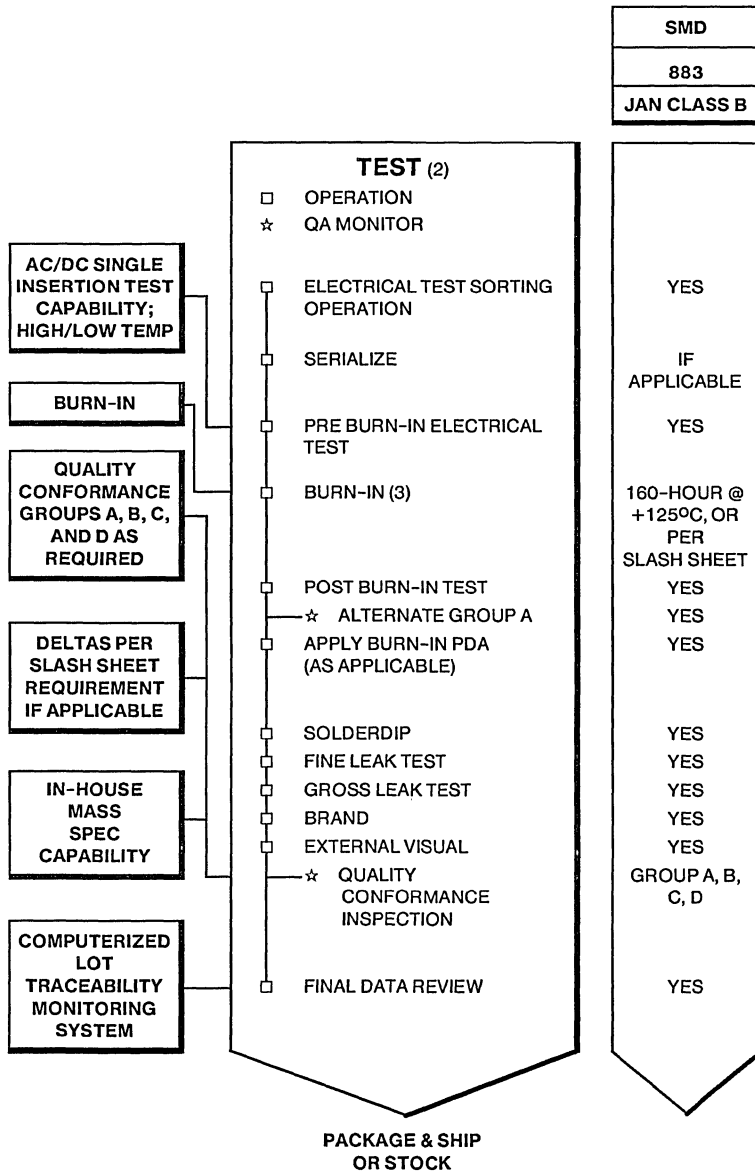 SMD
883
JAN CLASS B
TEST (2)
□ OPERATION
☆ QA MONITOR
AC/DC SINGLE
INSERTION TEST
CAPABILITY;
HIGH/LOW TEMP
BURN-IN
QUALITY
CONFORMANCE
GROUPS A, B, C,
AND D AS
REQUIRED
DELTAS PER
SLASH SHEET
REQUIREMENT
IF APPLICABLE
IN-HOUSE
MASS
SPEC
CAPABILITY
COMPUTERIZED
LOT
TRACEABILITY
MONITORING
SYSTEM
ELECTRICAL TEST SORTING
OPERATION
YES
SERIALIZE
IF
APPLICABLE
PRE BURN-IN ELECTRICAL
TEST
YES
BURN-IN (3)
160-HOUR @
+125°C, OR
PER
SLASH SHEET
POST BURN-IN TEST
YES
☆ ALTERNATE GROUP A
YES
APPLY BURN-IN PDA
(AS APPLICABLE)
YES
SOLDERDIP
YES
FINE LEAK TEST
YES
GROSS LEAK TEST
YES
BRAND
YES
EXTERNAL VISUAL
YES
☆ QUALITY
CONFORMANCE
INSPECTION
GROUP A, B,
C, D
FINAL DATA REVIEW
YES
PACKAGE & SHIP
OR STOCK